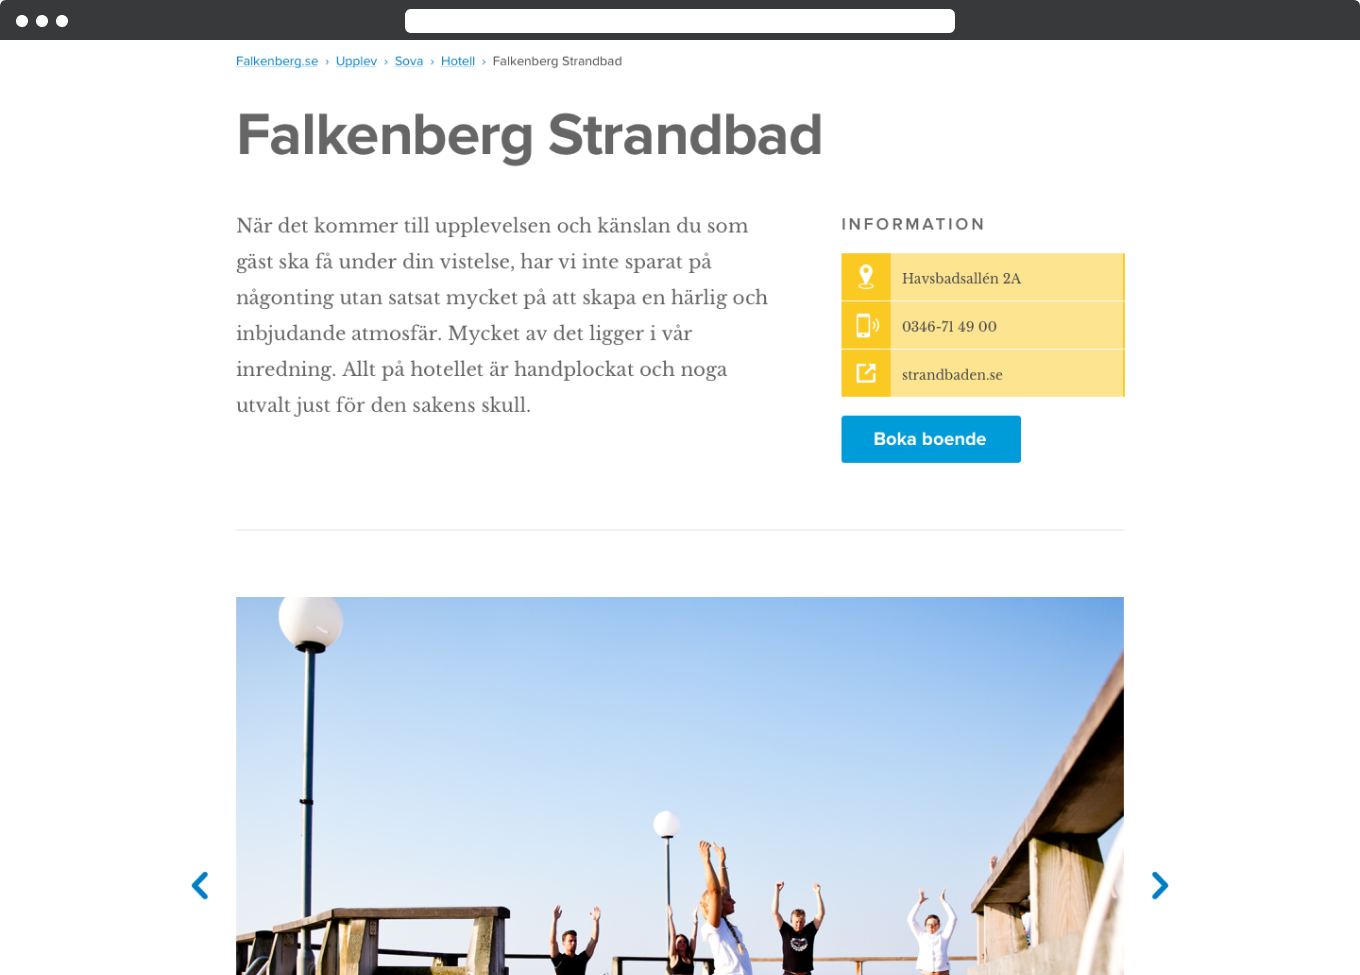 Falkenberg.se › Upplev › Sova › Hotell › Falkenberg Strandbad
Falkenberg Strandbad
När det kommer till upplevelsen och känslan du som
gäst ska få under din vistelse, har vi inte sparat på
någonting utan satsat mycket på att skapa en härlig och
inbjudande atmosfär. Mycket av det ligger i vår
inredning. Allt på hotellet är handplockat och noga
utvalt just för den sakens skull.
INFORMATION
Havsbadsallén 2A
0346-71 49 00
strandbaden.se
Boka boende